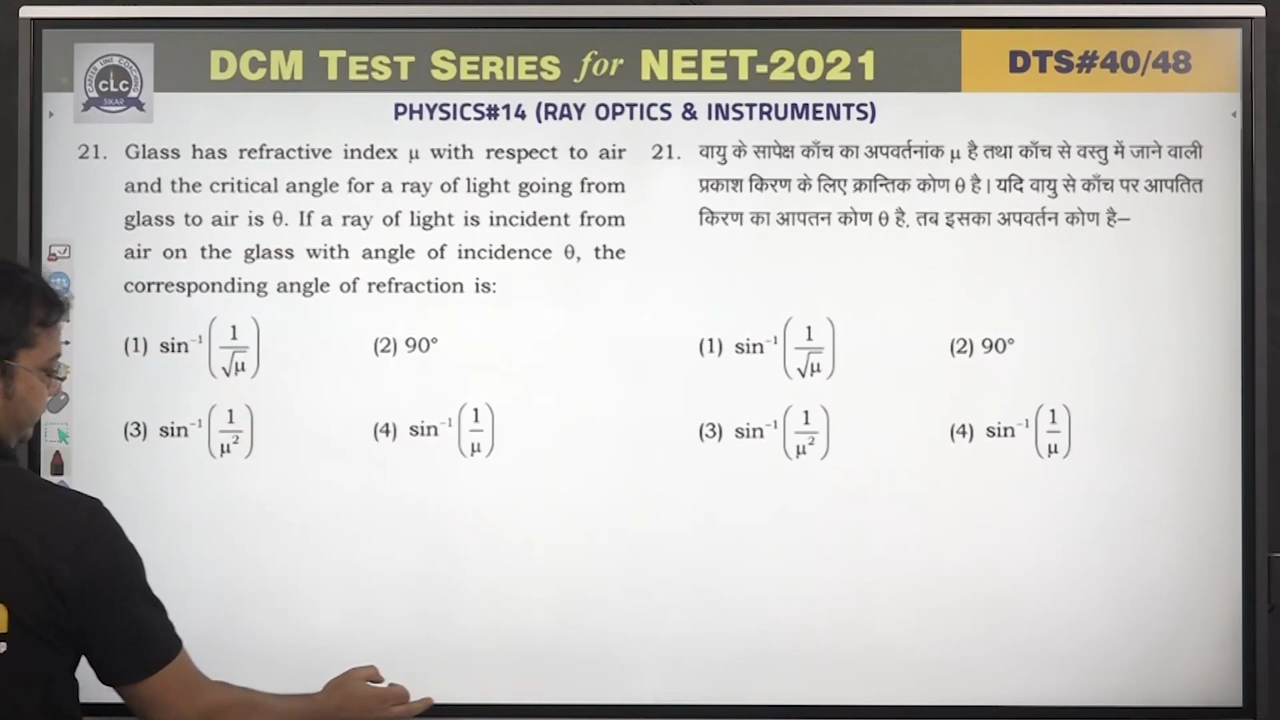 DCM TEST SERIES for NEET-2021
DTS#40/48
CAREER LINE COACHING
CLC
SIKAR
PHYSICS#14 (RAY OPTICS & INSTRUMENTS)
21. Glass has refractive index μ with respect to air
and the critical angle for a ray of light going from
glass to air is θ. If a ray of light is incident from
air on the glass with angle of incidence θ, the
corresponding angle of refraction is:
(1) sin⁻¹(1/√μ) (2) 90°
(3) sin⁻¹(1/μ²) (4) sin⁻¹(1/μ)
21. वायु के सापेक्ष काँच का अपवर्तनांक μ है तथा काँच से वस्तु में जाने वाली
प्रकाश किरण के लिए क्रान्तिक कोण θ है। यदि वायु से काँच पर आपतित
किरण का आपतन कोण θ है, तब इसका अपवर्तन कोण है–
(1) sin⁻¹(1/√μ) (2) 90°
(3) sin⁻¹(1/μ²) (4) sin⁻¹(1/μ)